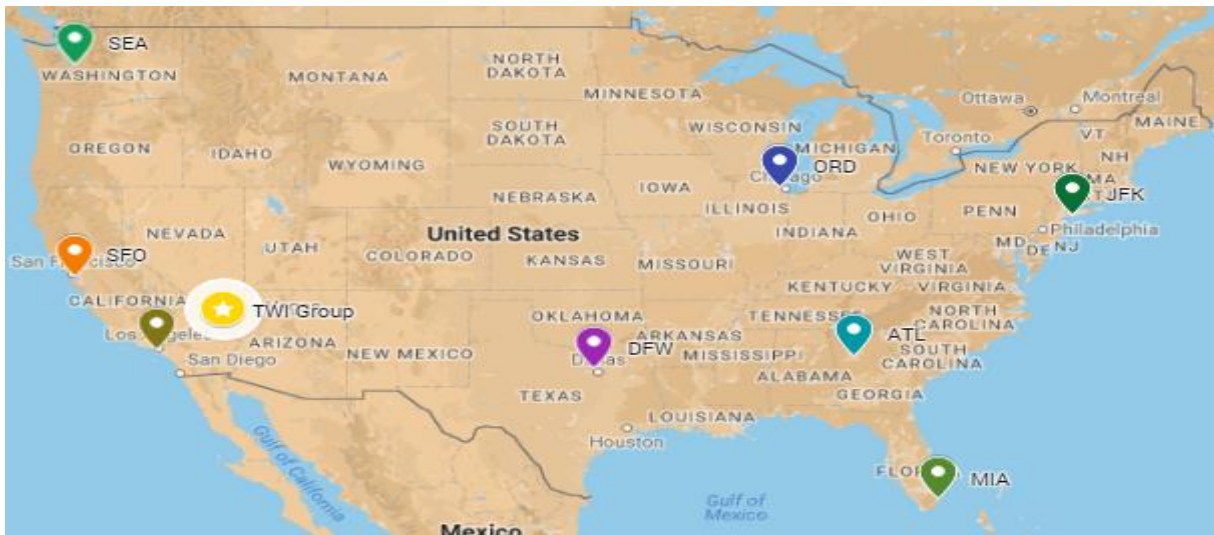 SEA
WASHINGTON
MONTANA
NORTH
DAKOTA
MINNESOTA
Ottawa
Montreal
MAINE
OREGON
IDAHO
SOUTH
DAKOTA
WISCONSIN
MICHIGAN
Toronto
VT
NH
WYOMING
ORD
NEW YORK
MA
JFK
NEBRASKA
IOWA
ILLINOIS
INDIANA
OHIO
PENN
Philadelphia
NEVADA
UTAH
COLORADO
United States
KANSAS
MISSOURI
WEST
VIRGINIA
MD
DE
NJ
SFO
KENTUCKY
VIRGINIA
CALIFORNIA
TWI Group
OKLAHOMA
ARKANSAS
TENNESSEE
NORTH
CAROLINA
ATL
ARIZONA
NEW MEXICO
DFW
MISSISSIPPI
SOUTH
CAROLINA
San Diego
ALABAMA
GEORGIA
TEXAS
LOUISIANA
Houston
MIA
Gulf of
California
Gulf of
Mexico
Mexico